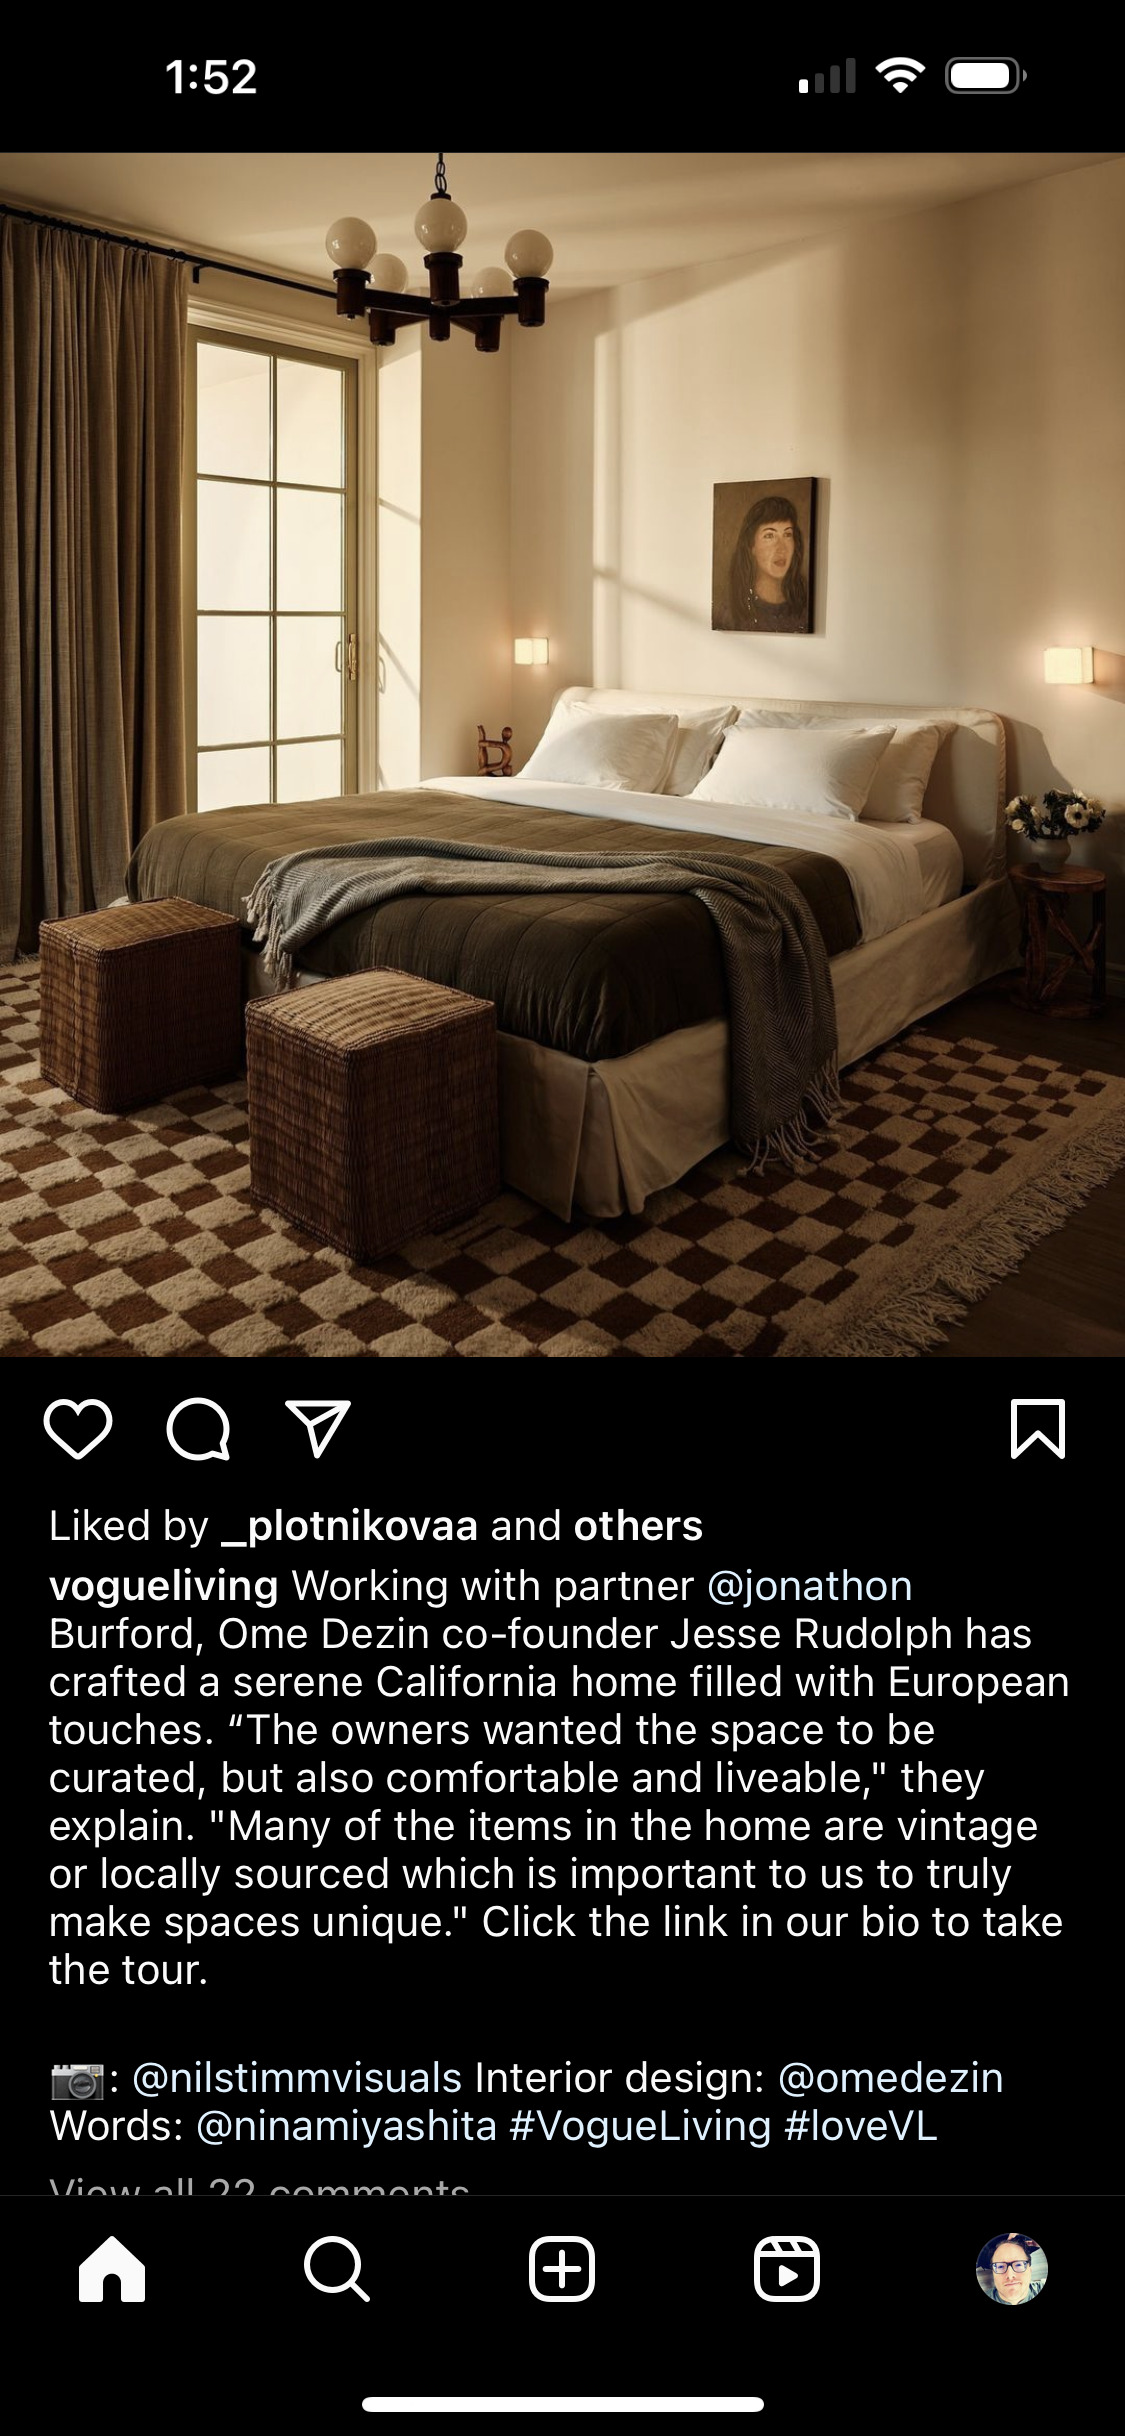 1:52
Liked by _plotnikovaa and others
vogueliving Working with partner @jonathon
Burford, Ome Dezin co-founder Jesse Rudolph has
crafted a serene California home filled with European
touches. “The owners wanted the space to be
curated, but also comfortable and liveable," they
explain. "Many of the items in the home are vintage
or locally sourced which is important to us to truly
make spaces unique." Click the link in our bio to take
the tour.
📷: @nilstimmvisuals Interior design: @omedezin
Words: @ninamiyashita #VogueLiving #loveVL
View all 22 comments